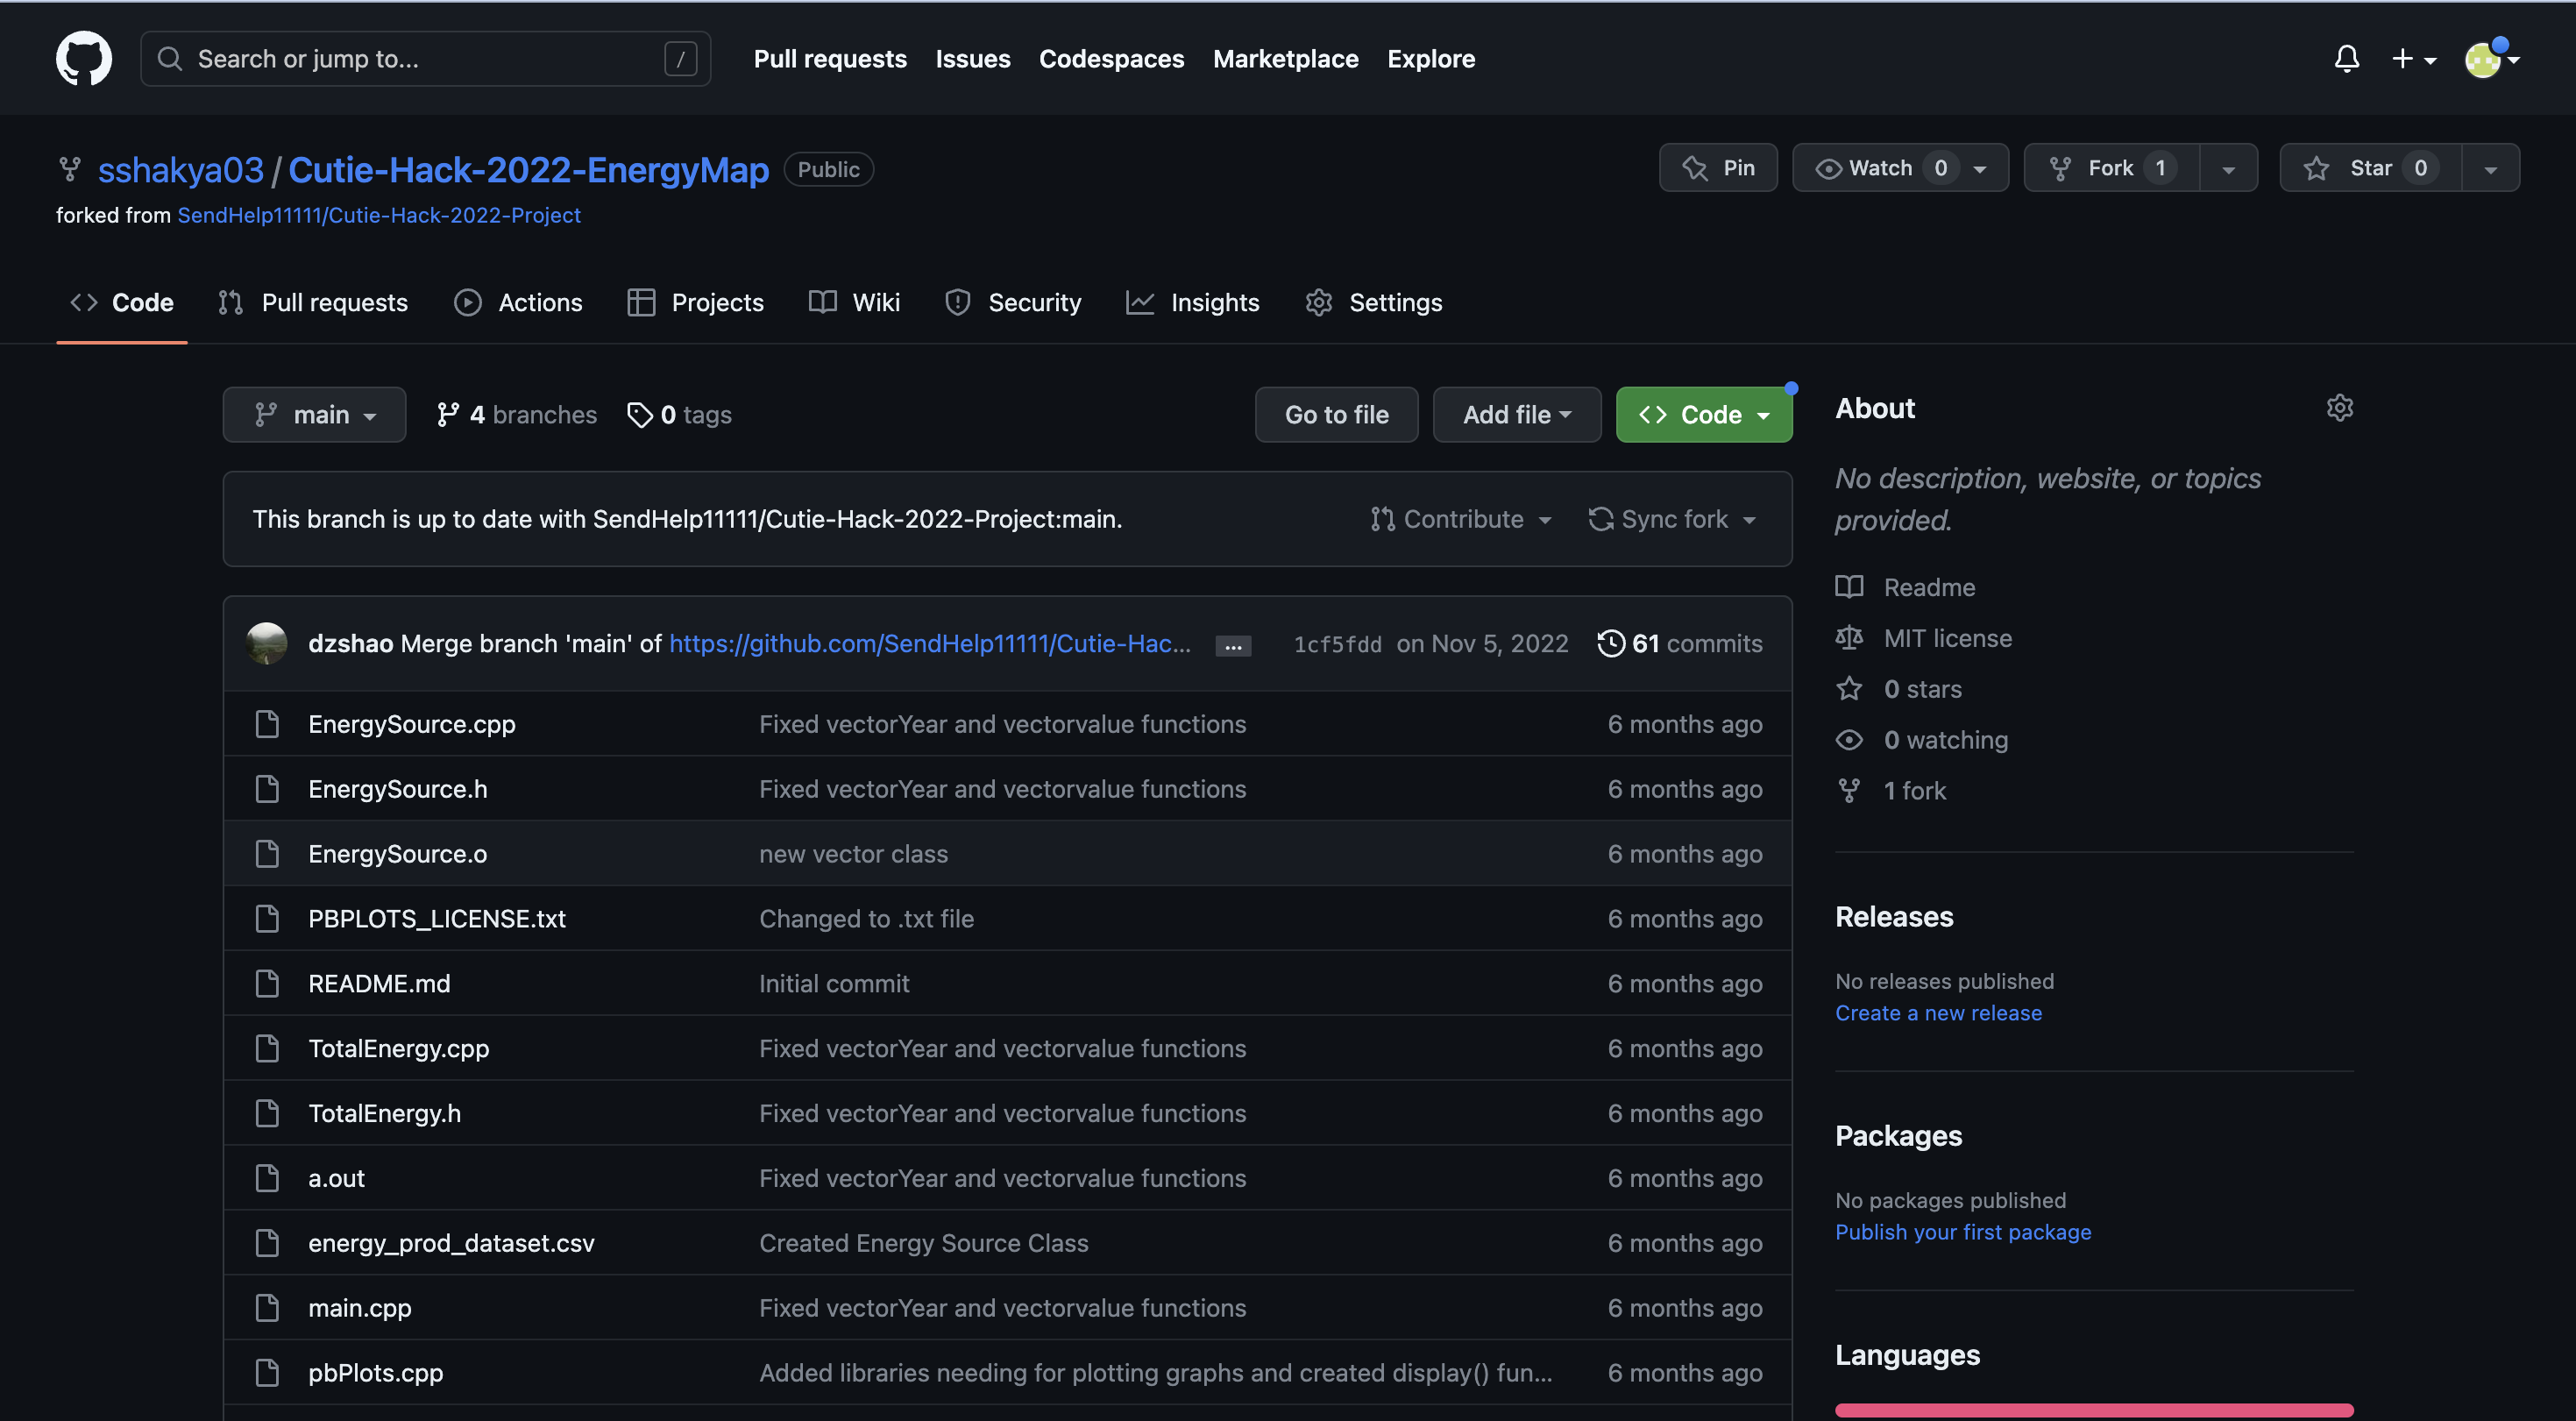 Search or jump to... /
Pull requests Issues Codespaces Marketplace Explore
sshakya03 / Cutie-Hack-2022-EnergyMap Public
Pin Watch 0 Fork 1 Star 0
forked from SendHelp11111/Cutie-Hack-2022-Project
Code Pull requests Actions Projects Wiki Security Insights Settings
main 4 branches 0 tags Go to file Add file Code
This branch is up to date with SendHelp11111/Cutie-Hack-2022-Project:main. Contribute Sync fork
dzshao Merge branch 'main' of https://github.com/SendHelp11111/Cutie-Hac... ... 1cf5fdd on Nov 5, 2022 61 commits
EnergySource.cpp Fixed vectorYear and vectorvalue functions 6 months ago
EnergySource.h Fixed vectorYear and vectorvalue functions 6 months ago
EnergySource.o new vector class 6 months ago
PBPLOTS_LICENSE.txt Changed to .txt file 6 months ago
README.md Initial commit 6 months ago
TotalEnergy.cpp Fixed vectorYear and vectorvalue functions 6 months ago
TotalEnergy.h Fixed vectorYear and vectorvalue functions 6 months ago
a.out Fixed vectorYear and vectorvalue functions 6 months ago
energy_prod_dataset.csv Created Energy Source Class 6 months ago
main.cpp Fixed vectorYear and vectorvalue functions 6 months ago
pbPlots.cpp Added libraries needing for plotting graphs and created display() fun... 6 months ago
About
No description, website, or topics
provided.
Readme
MIT license
0 stars
0 watching
1 fork
Releases
No releases published
Create a new release
Packages
No packages published
Publish your first package
Languages